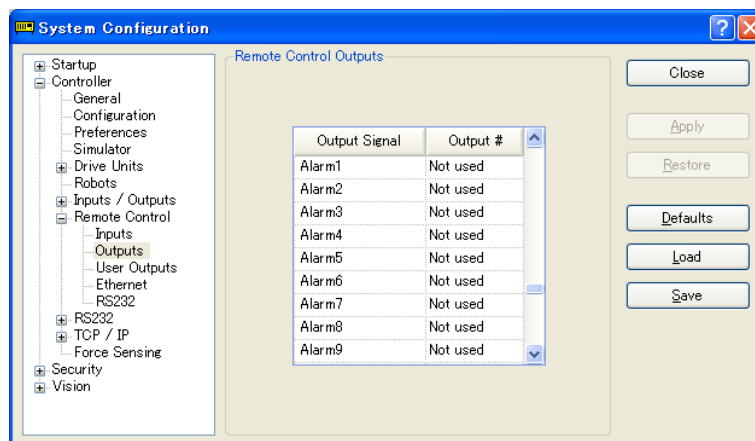 System Configuration
Startup
Controller
General
Configuration
Preferences
Simulator
Drive Units
Robots
Inputs / Outputs
Remote Control
Inputs
Outputs
User Outputs
Ethernet
RS232
RS232
TCP / IP
Force Sensing
Security
Vision
Remote Control Outputs
Output Signal Output #
Alarm1 Not used
Alarm2 Not used
Alarm3 Not used
Alarm4 Not used
Alarm5 Not used
Alarm6 Not used
Alarm7 Not used
Alarm8 Not used
Alarm9 Not used
Close
Apply
Restore
Defaults
Load
Save